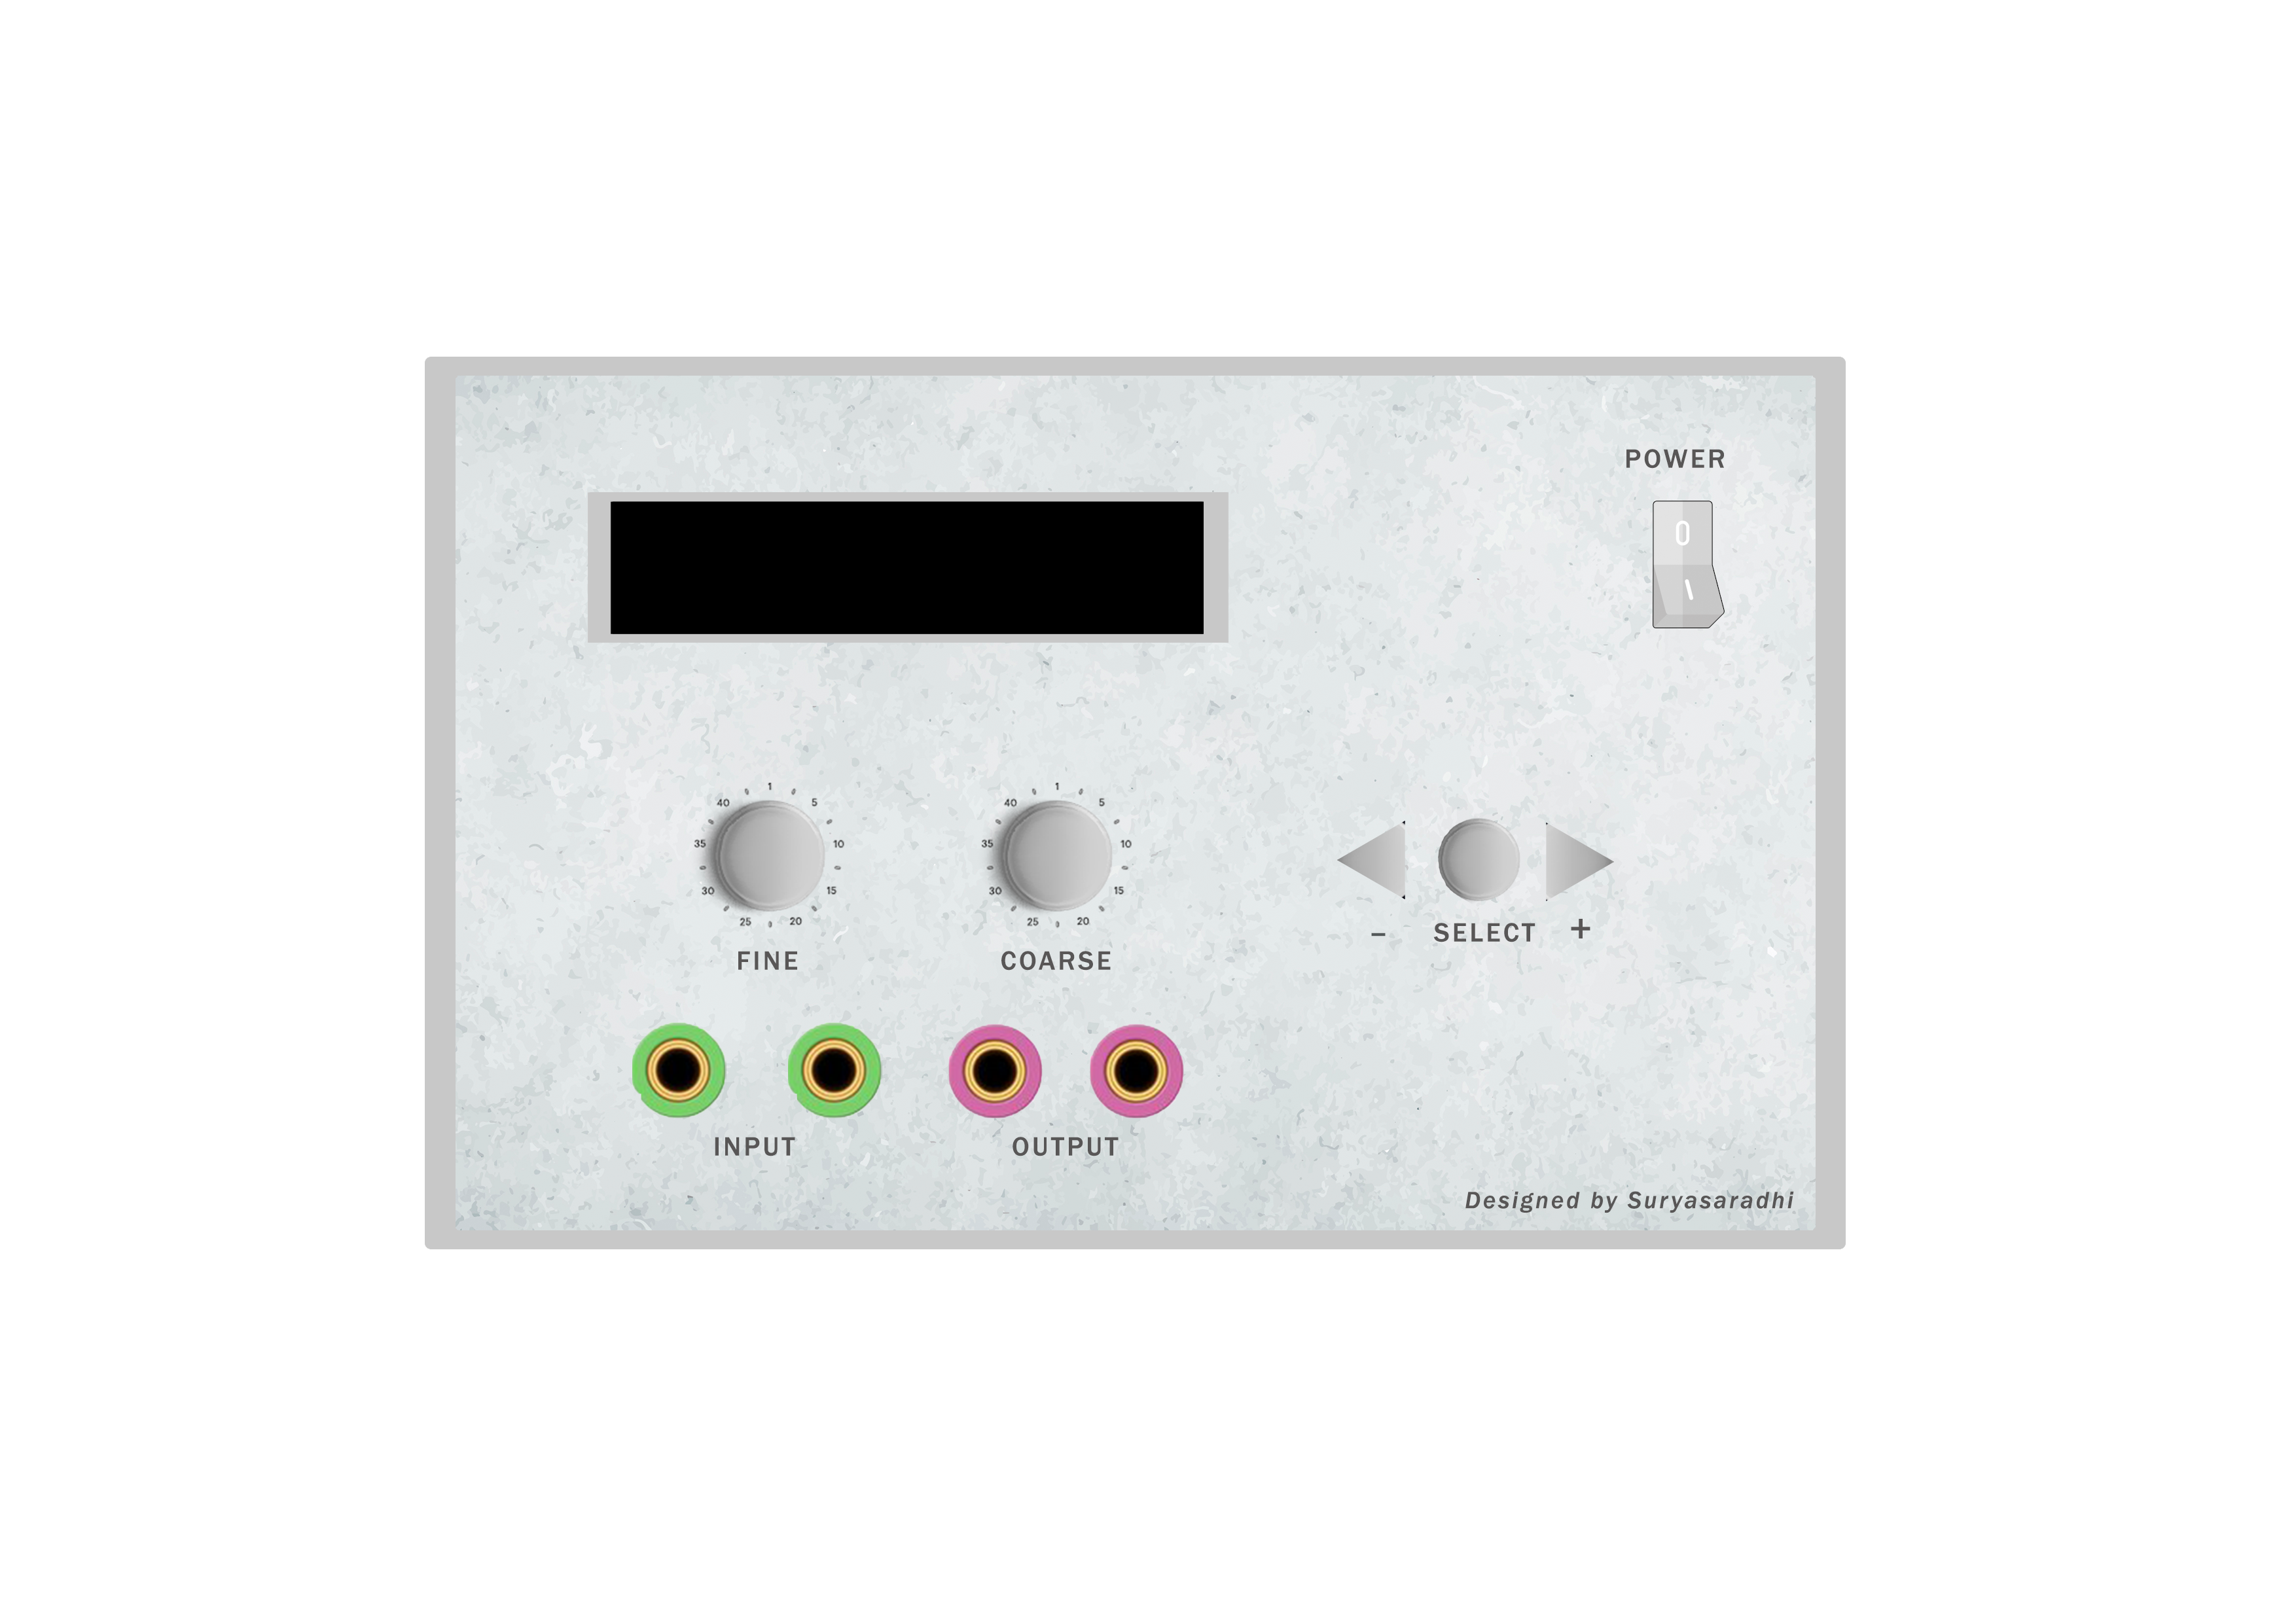 POWER
0
I
1
5
10
15
20
25
30
35
40
FINE
1
5
10
15
20
25
30
35
40
COARSE
– SELECT +
INPUT
OUTPUT
Designed by Suryasaradhi